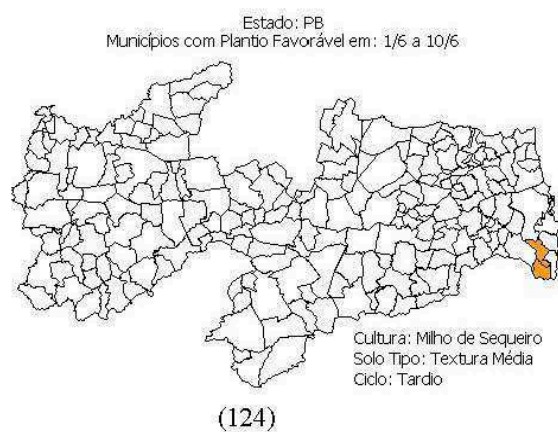 Estado: PB
Municípios com Plantio Favorável em: 1/6 a 10/6
Cultura: Milho de Sequeiro
Solo Tipo: Textura Média
Ciclo: Tardio
(124)